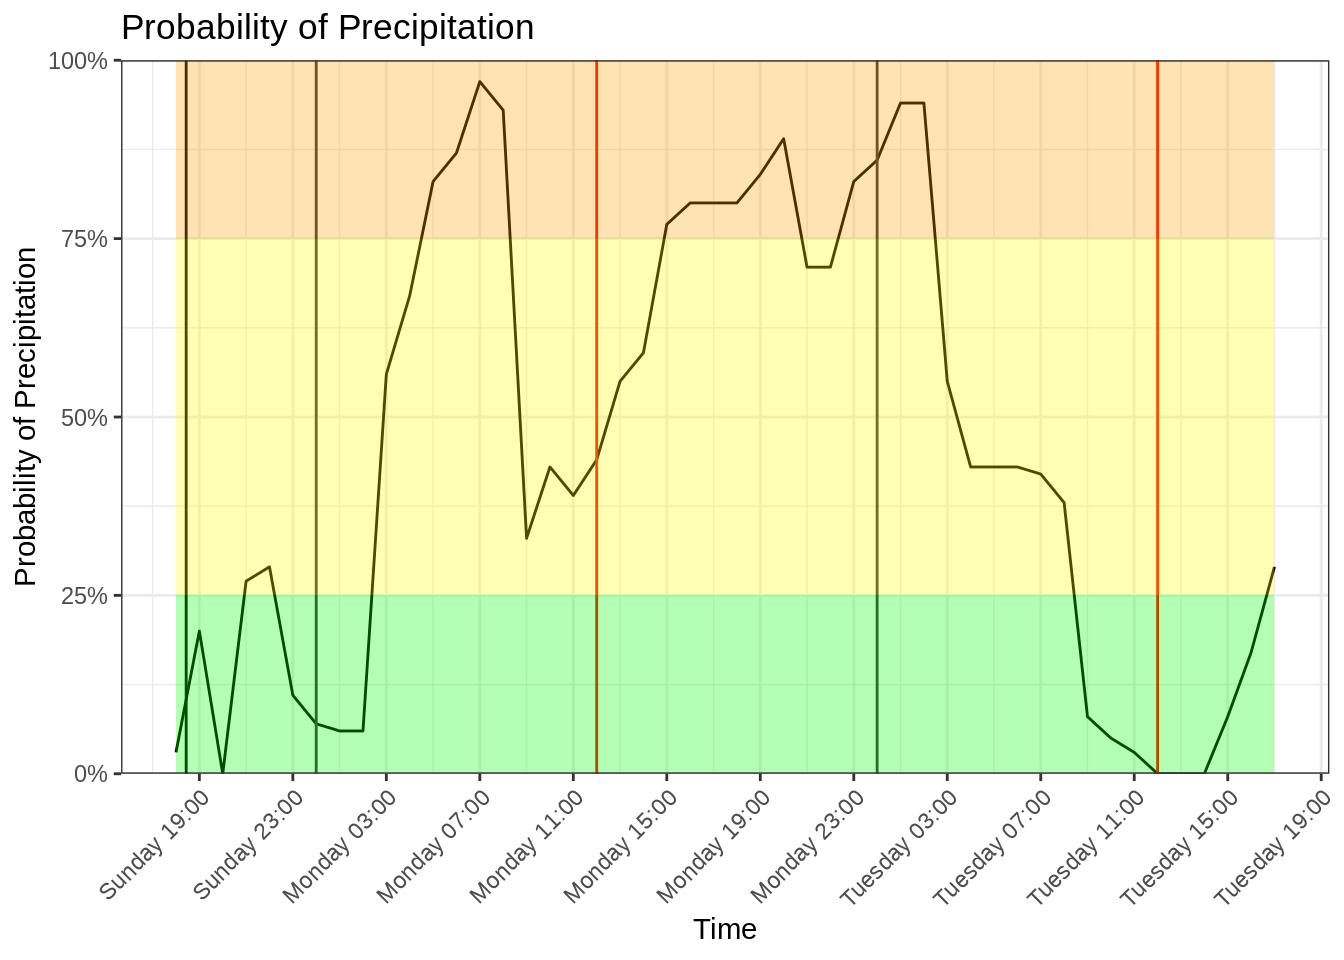 Probability of Precipitation
100%
75%
50%
25%
0%
Probability of Precipitation
Sunday 19:00
Sunday 23:00
Monday 03:00
Monday 07:00
Monday 11:00
Monday 15:00
Monday 19:00
Monday 23:00
Tuesday 03:00
Tuesday 07:00
Tuesday 11:00
Tuesday 15:00
Tuesday 19:00
Time